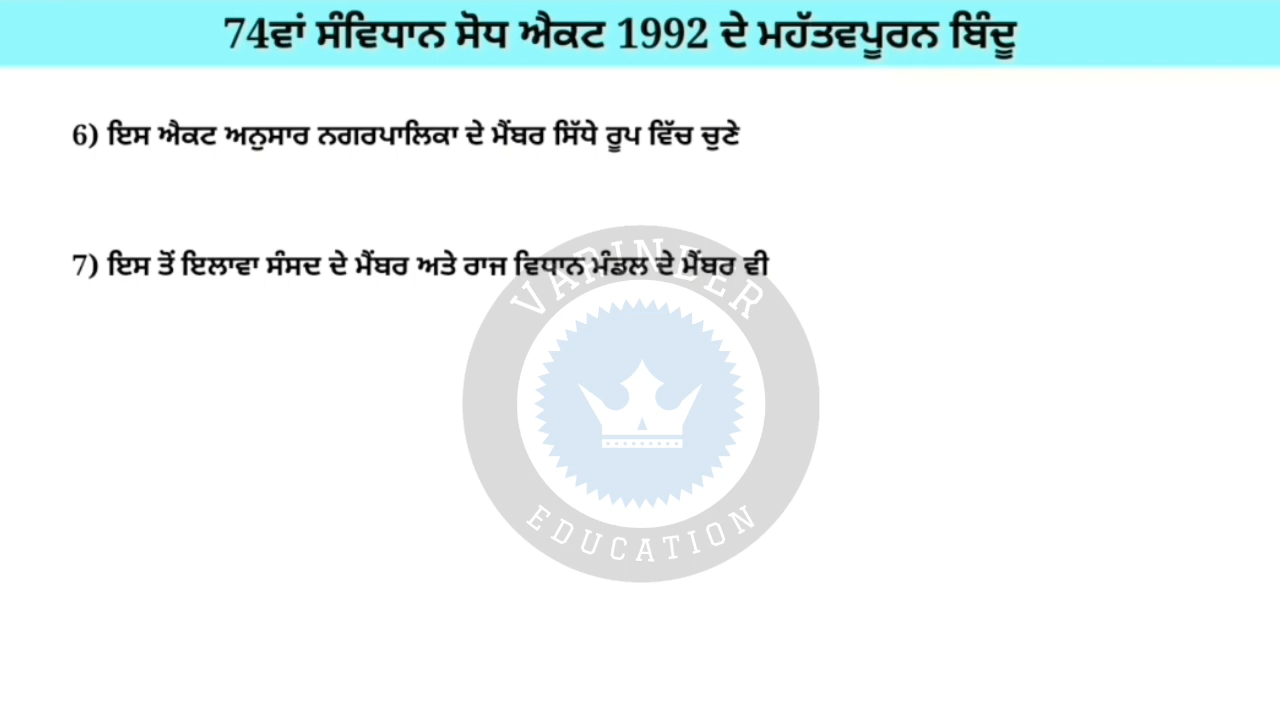 74ਵਾਂ ਸੰਵਿਧਾਨ ਸੋਧ ਐਕਟ 1992 ਦੇ ਮਹੱਤਵਪੂਰਨ ਬਿੰਦੂ
6) ਇਸ ਐਕਟ ਅਨੁਸਾਰ ਨਗਰਪਾਲਿਕਾ ਦੇ ਮੈਂਬਰ ਸਿੱਧੇ ਰੂਪ ਵਿੱਚ ਚੁਣੇ
7) ਇਸ ਤੋਂ ਇਲਾਵਾ ਸੰਸਦ ਦੇ ਮੈਂਬਰ ਅਤੇ ਰਾਜ ਵਿਧਾਨ ਮੰਡਲ ਦੇ ਮੈਂਬਰ ਵੀ
VARINDER
EDUCATION